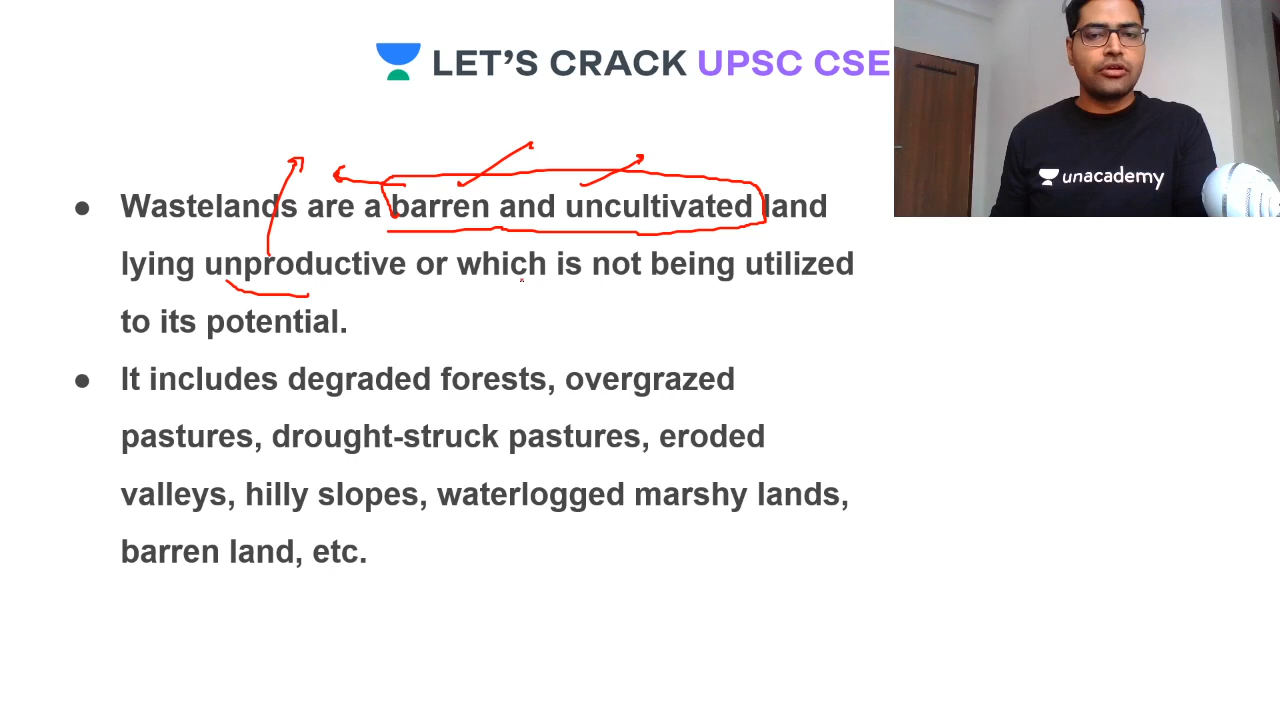 LET'S CRACK UPSC CSE
unacademy
● Wastelands are a barren and uncultivated land
lying unproductive or which is not being utilized
to its potential.
● It includes degraded forests, overgrazed
pastures, drought-struck pastures, eroded
valleys, hilly slopes, waterlogged marshy lands,
barren land, etc.